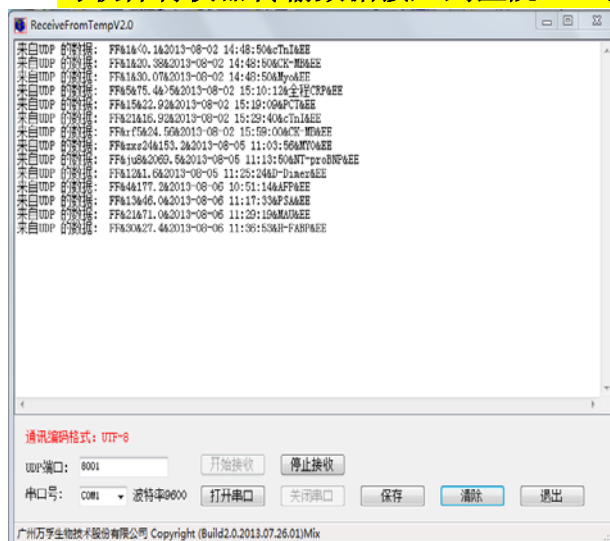 ReceiveFromTempV2.0
来自UDP 的数据: FF&1&<0.1&2013-08-02 14:48:50&cTnI&EE
来自UDP 的数据: FF&1&20.38&2013-08-02 14:48:50&CK-MB&EE
来自UDP 的数据: FF&1&30.07&2013-08-02 14:48:50&Myo&EE
来自UDP 的数据: FF&5&75.4&>5&2013-08-02 15:10:12&全程CRP&EE
来自UDP 的数据: FF&15&22.92&2013-08-02 15:19:09&PCT&EE
来自UDP 的数据: FF&21&16.92&2013-08-02 15:29:40&cTnI&EE
来自UDP 的数据: FF&rf5&24.56&2013-08-02 15:59:00&CK-MB&EE
来自UDP 的数据: FF&zxs24&153.2&2013-08-05 11:03:56&MYO&EE
来自UDP 的数据: FF&ju8&2069.5&2013-08-05 11:13:50&NT-proBNP&EE
来自UDP 的数据: FF&12&1.6&2013-08-05 11:25:24&D-Dimer&EE
来自UDP 的数据: FF&4&177.2&2013-08-06 10:51:14&AFP&EE
来自UDP 的数据: FF&13&46.0&2013-08-06 11:17:33&PSA&EE
来自UDP 的数据: FF&21&71.0&2013-08-06 11:29:19&MAU&EE
来自UDP 的数据: FF&30&27.4&2013-08-06 11:36:53&H-FABP&EE
通讯编码格式: UTF-8
UDP端口: 8001 开始接收 停止接收
串口号: COM1 波特率9600 打开串口 关闭串口 保存 清除 退出
广州万孚生物技术股份有限公司 Copyright (Build2.0.2013.07.26.01)Mix